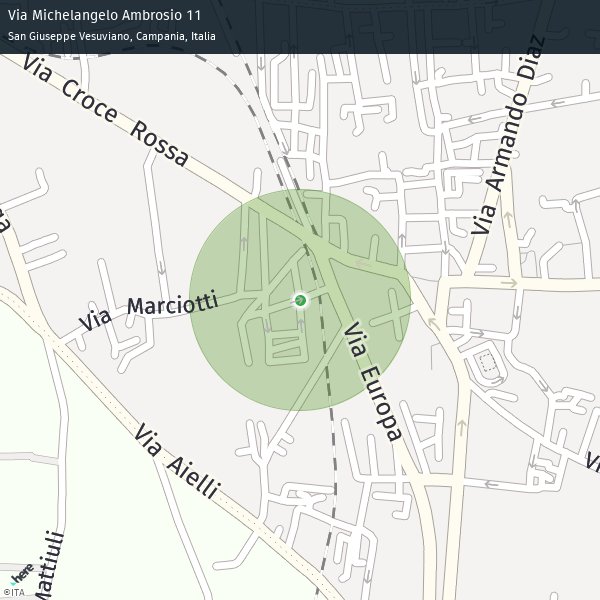 Via Michelangelo Ambrosio 11
San Giuseppe Vesuviano, Campania, Italia
Via Croce Rossa
Via Armando Diaz
Via Marciotti
Via Europa
Via Aielli
Mattiuli
here
©ITA